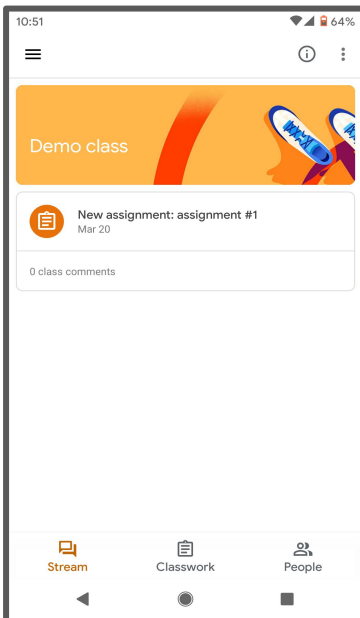 10:51
64%
Demo class
New assignment: assignment #1
Mar 20
0 class comments
Stream
Classwork
People